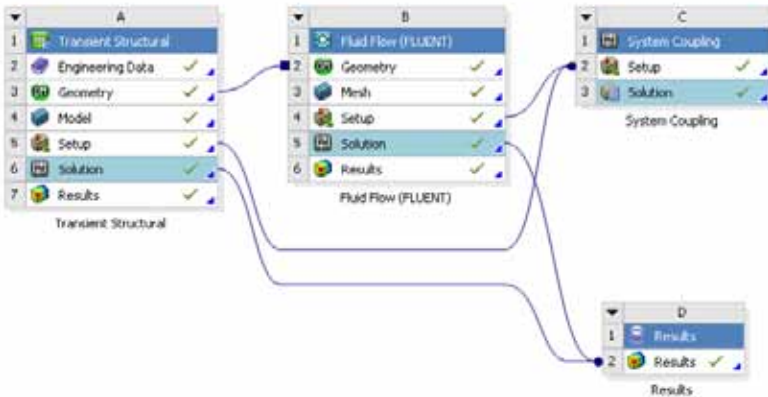 A
1 Transient Structural
2 Engineering Data
3 Geometry
4 Model
5 Setup
6 Solution
7 Results
Transient Structural
B
1 Fluid Flow (FLUENT)
2 Geometry
3 Mesh
4 Setup
5 Solution
6 Results
Fluid Flow (FLUENT)
C
1 System Coupling
2 Setup
3 Solution
System Coupling
D
1 Results
2 Results
Results